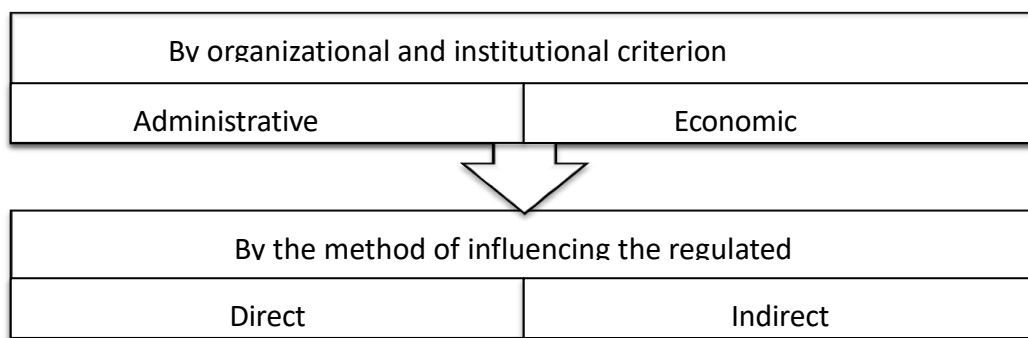 By organizational and institutional criterion
Administrative
Economic
By the method of influencing the regulated
Direct
Indirect